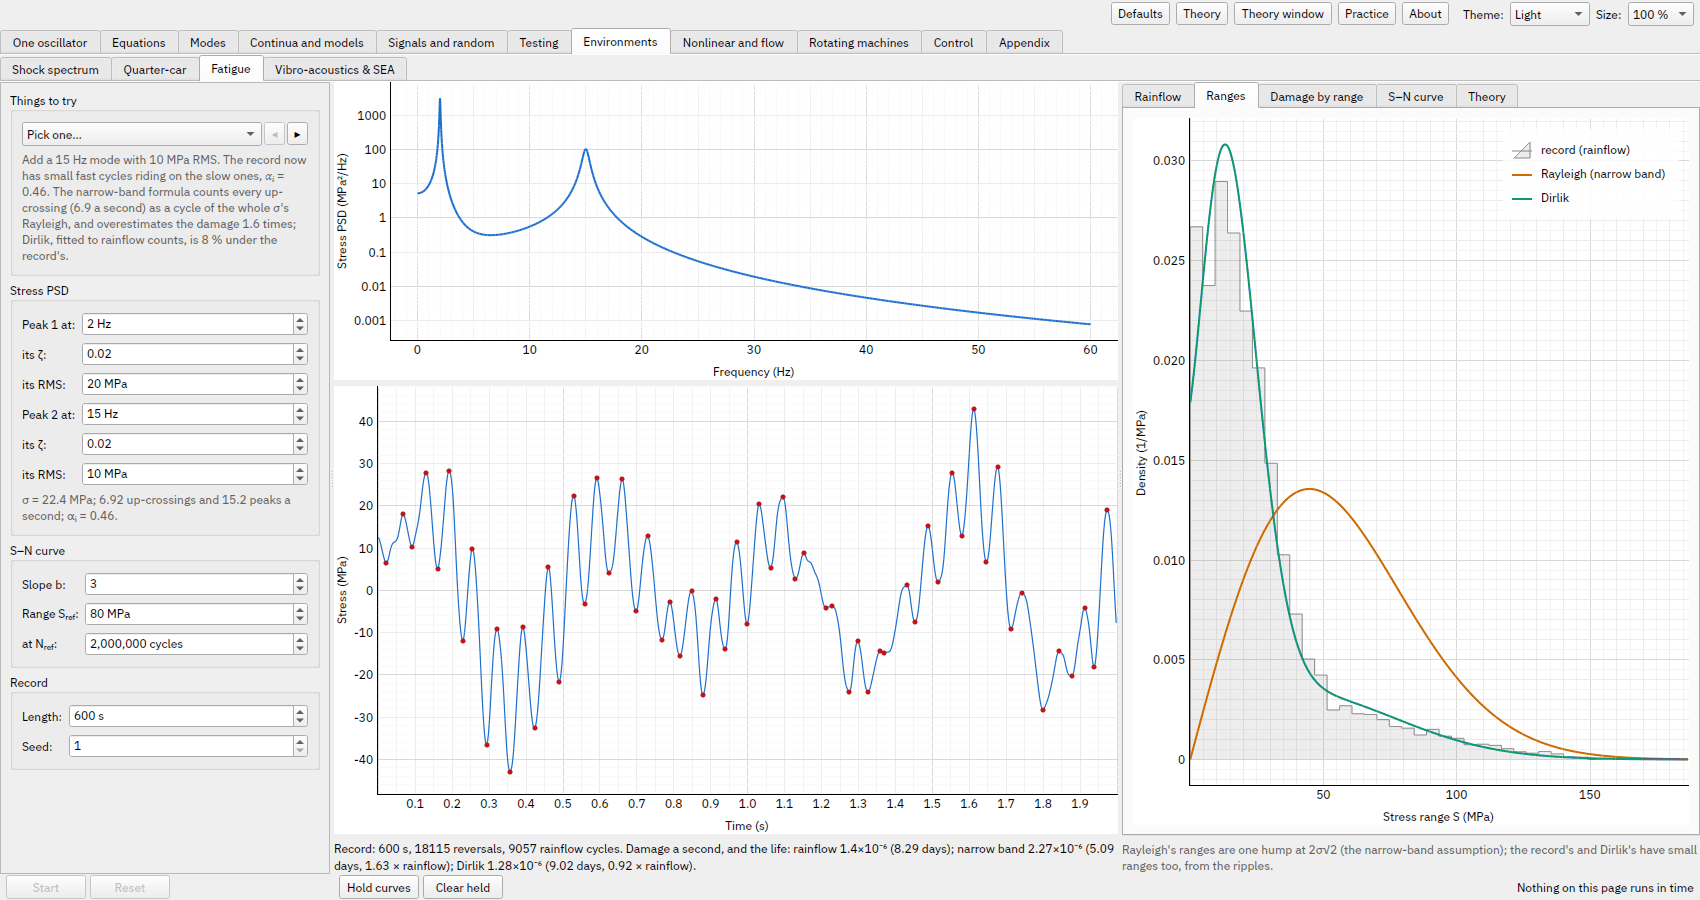 Defaults Theory Theory window Practice About Theme: Light Size: 100 %
One oscillator Equations Modes Continua and models Signals and random Testing Environments Nonlinear and flow Rotating machines Control Appendix
Shock spectrum Quarter-car Fatigue Vibro-acoustics & SEA
Things to try
Pick one...
Add a 15 Hz mode with 10 MPa RMS. The record now
has small fast cycles riding on the slow ones, αᵢ =
0.46. The narrow-band formula counts every up-
crossing (6.9 a second) as a cycle of the whole σ's
Rayleigh, and overestimates the damage 1.6 times;
Dirlik, fitted to rainflow counts, is 8 % under the
record's.
Stress PSD
Peak 1 at: 2 Hz
its ζ: 0.02
its RMS: 20 MPa
Peak 2 at: 15 Hz
its ζ: 0.02
its RMS: 10 MPa
σ = 22.4 MPa; 6.92 up-crossings and 15.2 peaks a
second; αᵢ = 0.46.
S–N curve
Slope b: 3
Range Sref: 80 MPa
at Nref: 2,000,000 cycles
Record
Length: 600 s
Seed: 1
Start Reset
Stress PSD (MPa²/Hz)
1000
100
10
1
0.1
0.01
0.001
0 10 20 30 40 50 60
Frequency (Hz)
Stress (MPa)
40
30
20
10
0
-10
-20
-30
-40
0.1 0.2 0.3 0.4 0.5 0.6 0.7 0.8 0.9 1.0 1.1 1.2 1.3 1.4 1.5 1.6 1.7 1.8 1.9
Time (s)
Record: 600 s, 18115 reversals, 9057 rainflow cycles. Damage a second, and the life: rainflow 1.4×10⁻⁶ (8.29 days); narrow band 2.27×10⁻⁶ (5.09
days, 1.63 × rainflow); Dirlik 1.28×10⁻⁶ (9.02 days, 0.92 × rainflow).
Hold curves Clear held
Rainflow Ranges Damage by range S–N curve Theory
record (rainflow)
Rayleigh (narrow band)
Dirlik
Density (1/MPa)
0.030
0.025
0.020
0.015
0.010
0.005
0
50 100 150
Stress range S (MPa)
Rayleigh's ranges are one hump at 2σ√2 (the narrow-band assumption); the record's and Dirlik's have small
ranges too, from the ripples.
Nothing on this page runs in time